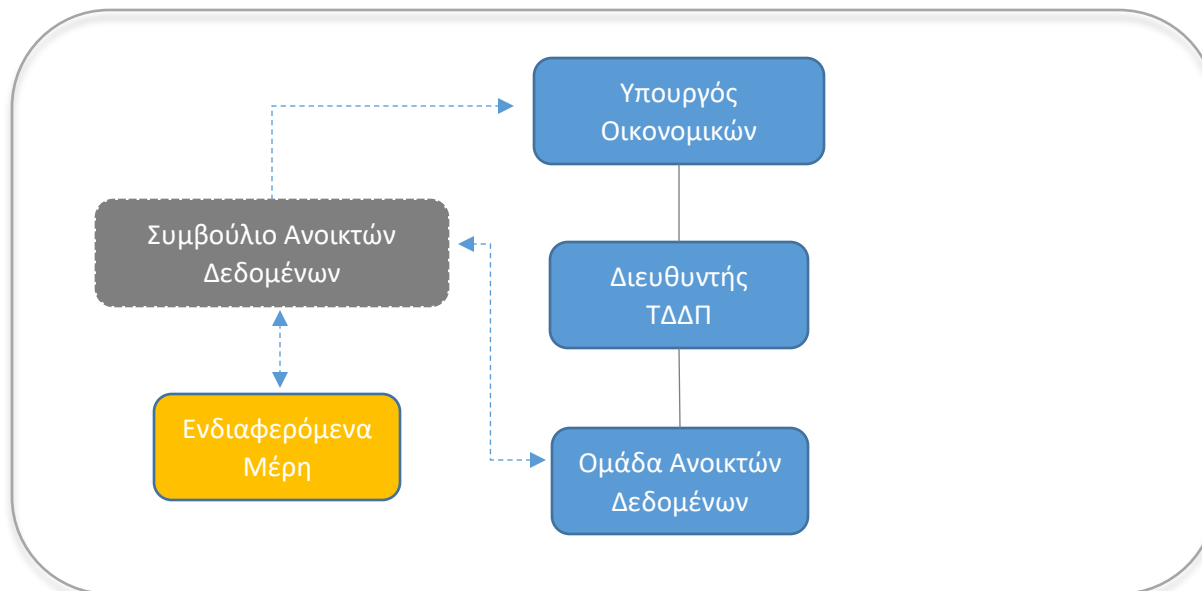 Υπουργός
Οικονομικών
Συμβούλιο Ανοικτών
Δεδομένων
Διευθυντής
ΤΔΔΠ
Ενδιαφερόμενα
Μέρη
Ομάδα Ανοικτών
Δεδομένων